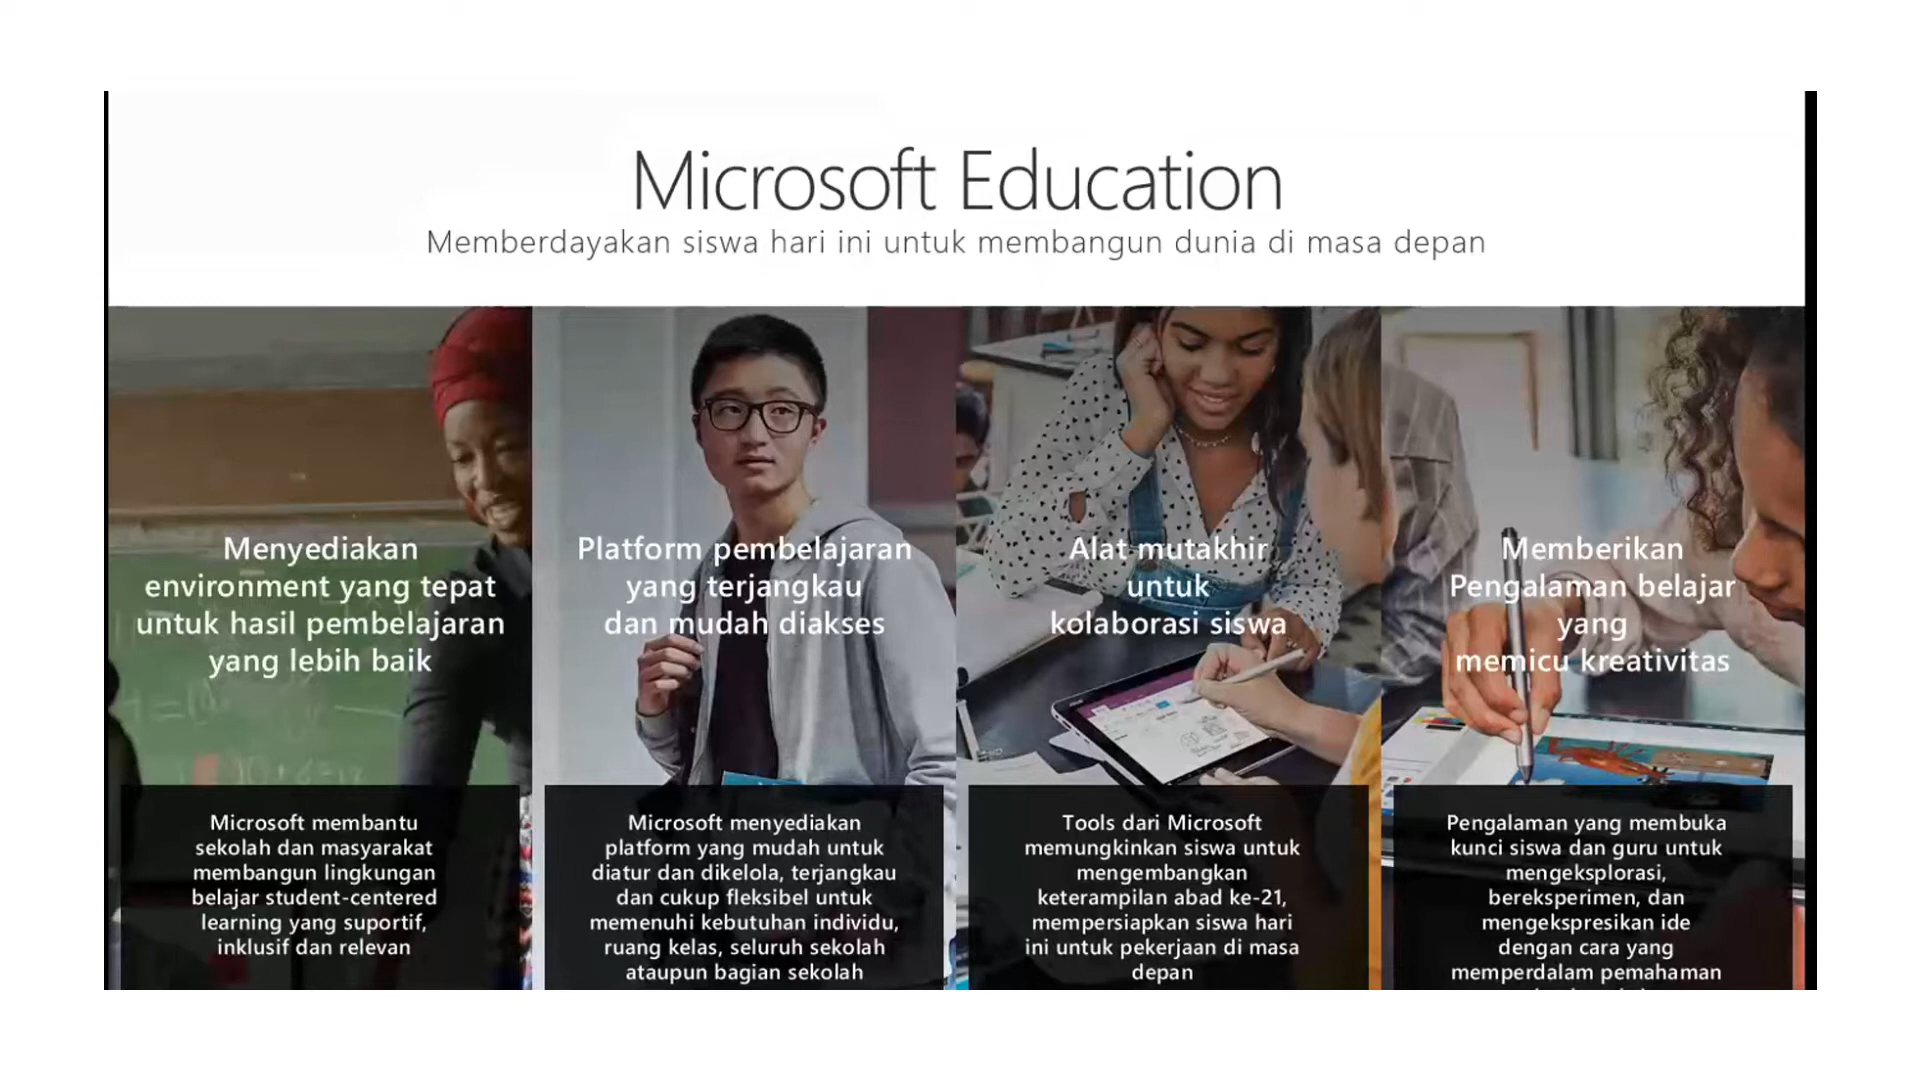 Microsoft Education
Memberdayakan siswa hari ini untuk membangun dunia di masa depan
Menyediakan
environment yang tepat
untuk hasil pembelajaran
yang lebih baik
Platform pembelajaran
yang terjangkau
dan mudah diakses
Alat mutakhir
untuk
kolaborasi siswa
Memberikan
Pengalaman belajar
yang
memicu kreativitas
Microsoft membantu
sekolah dan masyarakat
membangun lingkungan
belajar student-centered
learning yang suportif,
inklusif dan relevan
Microsoft menyediakan
platform yang mudah untuk
diatur dan dikelola, terjangkau
dan cukup fleksibel untuk
memenuhi kebutuhan individu,
ruang kelas, seluruh sekolah
ataupun bagian sekolah
Tools dari Microsoft
memungkinkan siswa untuk
mengembangkan
keterampilan abad ke-21,
mempersiapkan siswa hari
ini untuk pekerjaan di masa
depan
Pengalaman yang membuka
kunci siswa dan guru untuk
mengeksplorasi,
bereksperimen, dan
mengekspresikan ide
dengan cara yang
memperdalam pemahaman